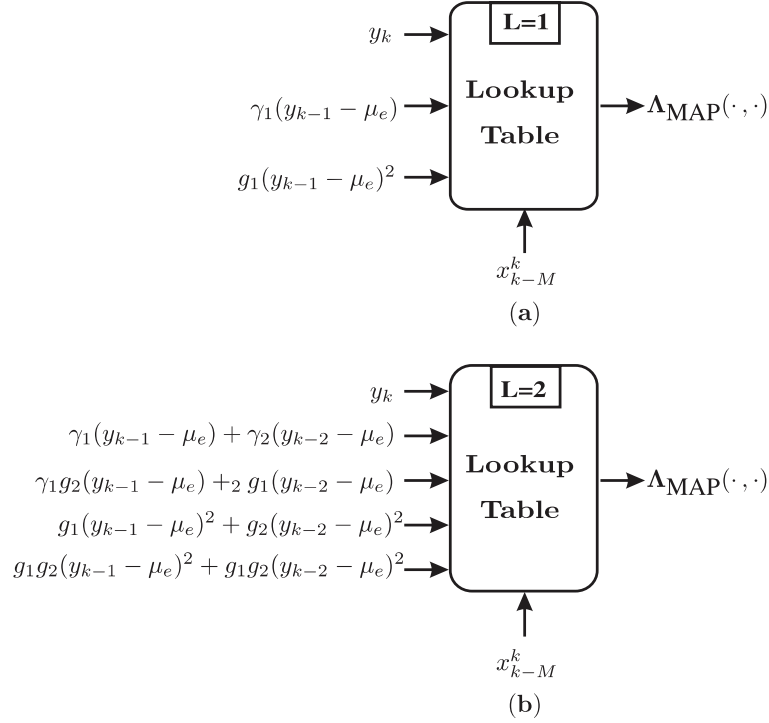 L=1
y_k
Lookup
γ_1(y_{k−1} − μ_e)
Λ_MAP(· , ·)
Table
g_1(y_{k−1} − μ_e)^2
x_{k−M}^k
(a)
L=2
y_k
γ_1(y_{k−1} − μ_e) + γ_2(y_{k−2} − μ_e)
Lookup
γ_1g_2(y_{k−1} − μ_e) +_2 g_1(y_{k−2} − μ_e)
Λ_MAP(· , ·)
Table
g_1(y_{k−1} − μ_e)^2 + g_2(y_{k−2} − μ_e)^2
g_1g_2(y_{k−1} − μ_e)^2 + g_1g_2(y_{k−2} − μ_e)^2
x_{k−M}^k
(b)